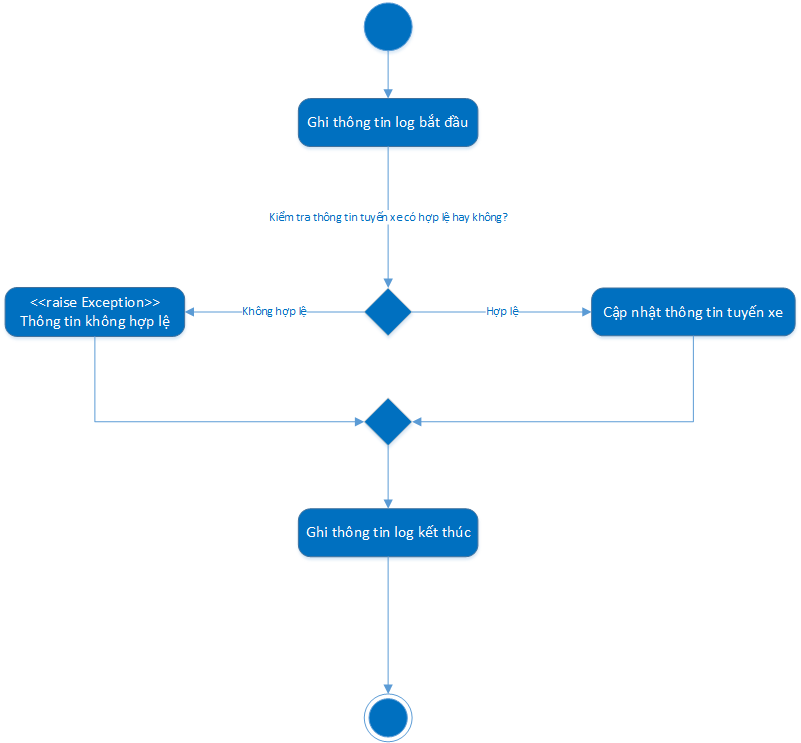 Ghi thông tin log bắt đầu
Kiểm tra thông tin tuyến xe có hợp lệ hay không?
<<raise Exception>>
Thông tin không hợp lệ
Không hợp lệ
Hợp lệ
Cập nhật thông tin tuyến xe
Ghi thông tin log kết thúc